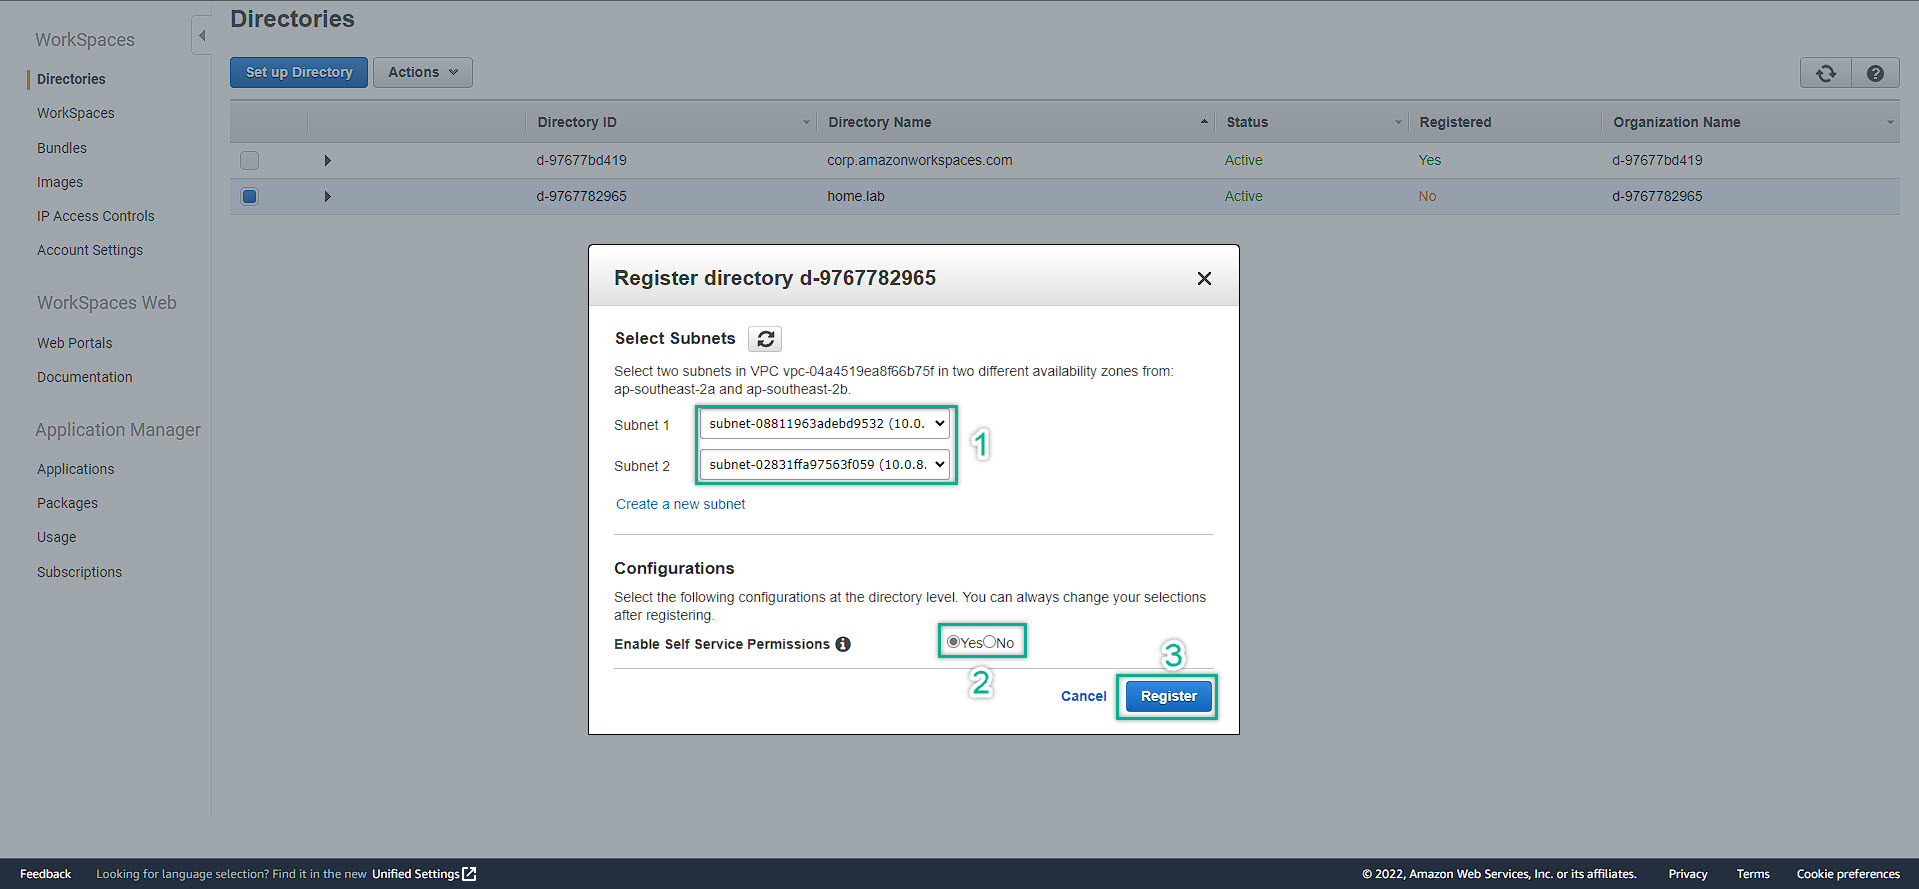 Directories
WorkSpaces
Directories
WorkSpaces
Bundles
Images
IP Access Controls
Account Settings
WorkSpaces Web
Web Portals
Documentation
Application Manager
Applications
Packages
Usage
Subscriptions
Set up Directory Actions
Directory ID Directory Name Status Registered Organization Name
d-97677bd419 corp.amazonworkspaces.com Active Yes d-97677bd419
d-9767782965 home.lab Active No d-9767782965
Register directory d-9767782965
Select Subnets
Select two subnets in VPC vpc-04a4519ea8f66b75f in two different availability zones from:
ap-southeast-2a and ap-southeast-2b.
Subnet 1 subnet-08811963adebd9532 (10.0.
1
Subnet 2 subnet-02831ffa97563f059 (10.0.8.
Create a new subnet
Configurations
Select the following configurations at the directory level. You can always change your selections
after registering.
Enable Self Service Permissions Yes No
2
3
Cancel Register
Feedback Looking for language selection? Find it in the new Unified Settings © 2022, Amazon Web Services, Inc. or its affiliates. Privacy Terms Cookie preferences